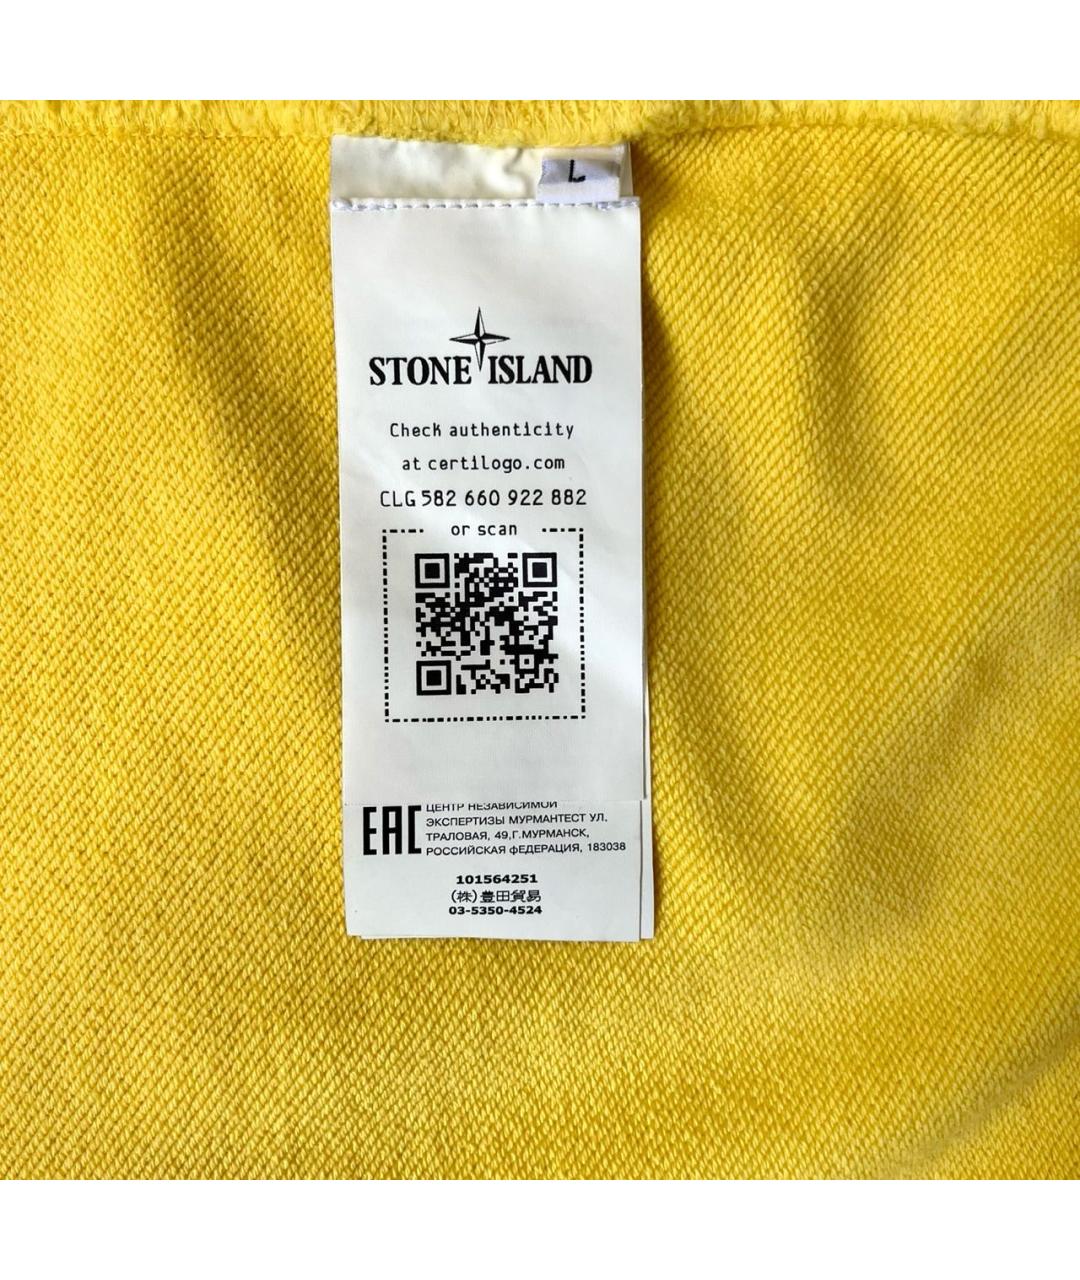 L
STONE ISLAND
Check authenticity
at certilogo.com
CLG 582 660 922 882
or scan
EAC
ЦЕНТР НЕЗАВИСИМОЙ
ЭКСПЕРТИЗЫ МУРМАНТЕСТ УЛ.
ТРАЛОВАЯ, 49,Г.МУРМАНСК,
РОССИЙСКАЯ ФЕДЕРАЦИЯ, 183038
101564251
(株)豊田貿易
03-5350-4524